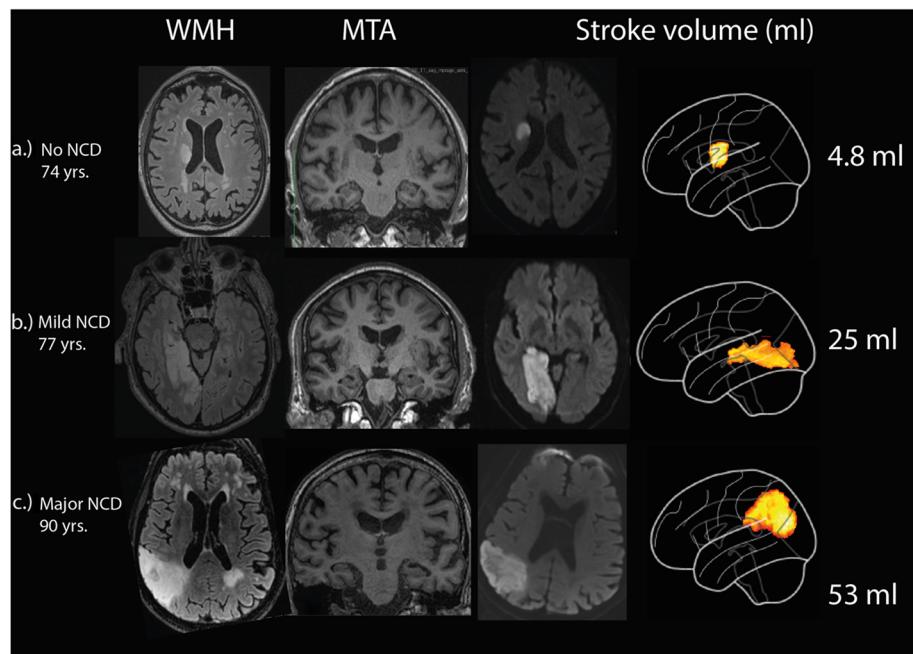 WMH MTA Stroke volume (ml)
a.) No NCD
74 yrs.
4.8 ml
b.) Mild NCD
77 yrs.
25 ml
c.) Major NCD
90 yrs.
53 ml